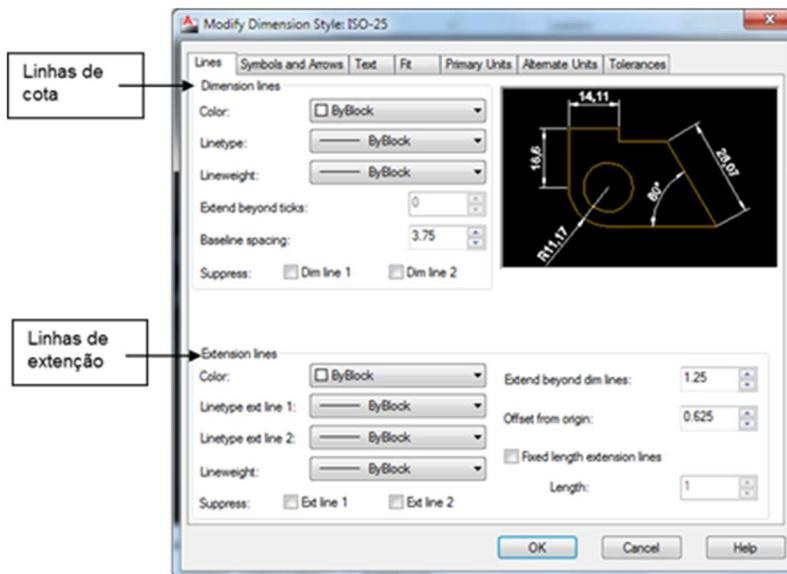 Modify Dimension Style: ISO-25
Linhas de
cota
Lines Symbols and Arrows Text Fit Primary Units Alternate Units Tolerances
Dimension lines
Color: ByBlock
Linetype: ByBlock
Lineweight: ByBlock
Extend beyond ticks: 0
Baseline spacing: 3.75
Suppress: Dim line 1 Dim line 2
14,11
16,6
28,07
60°
R11,17
Linhas de
extenção
Extension lines
Color: ByBlock
Linetype ext line 1: ByBlock
Linetype ext line 2: ByBlock
Lineweight: ByBlock
Suppress: Ext line 1 Ext line 2
Extend beyond dim lines: 1.25
Offset from origin: 0.625
Fixed length extension lines
Length: 1
OK Cancel Help